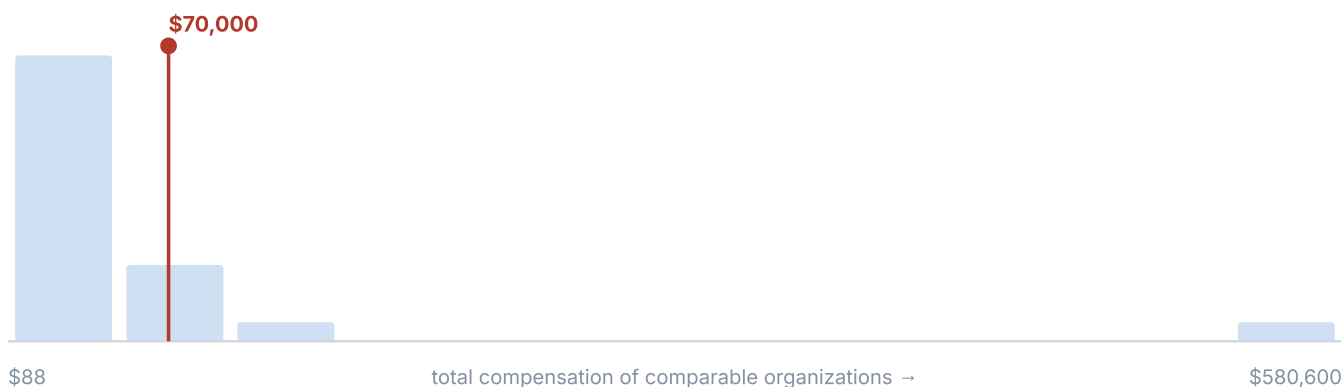 $70,000
$88
total compensation of comparable organizations →
$580,600